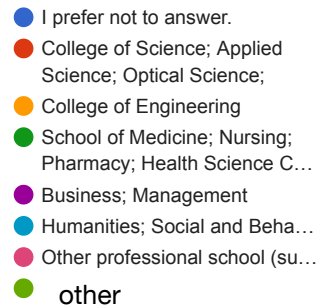 I prefer not to answer.
College of Science; Applied
Science; Optical Science;
College of Engineering
School of Medicine; Nursing;
Pharmacy; Health Science C…
Business; Management
Humanities; Social and Beha…
Other professional school (su…
other